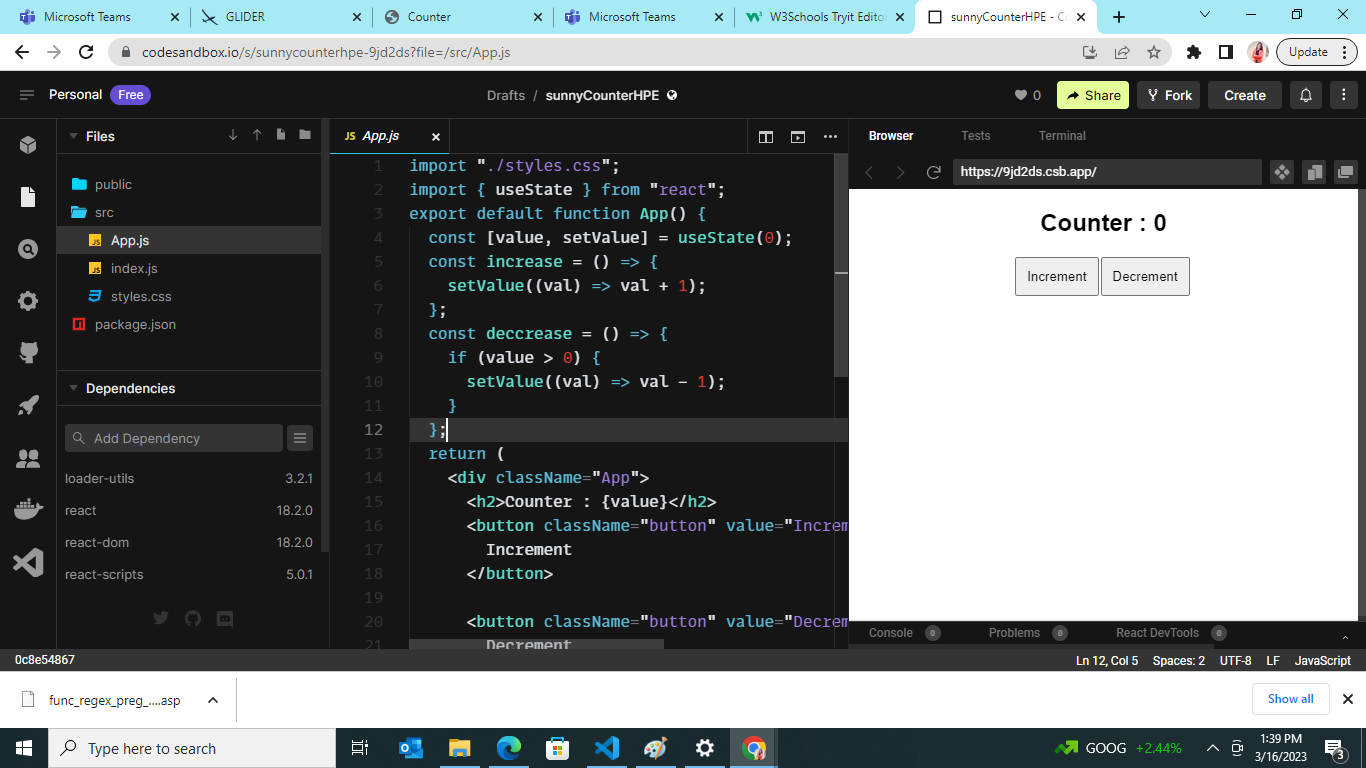 Microsoft Teams
GLIDER
Counter
Microsoft Teams
W3Schools Tryit Editor
sunnyCounterHPE - Co
codesandbox.io/s/sunnycounterhpe-9jd2ds?file=/src/App.js
Update
Personal Free
Drafts / sunnyCounterHPE
0
Share
Fork
Create
Files
public
src
JS App.js
JS index.js
styles.css
package.json
Dependencies
Add Dependency
loader-utils 3.2.1
react 18.2.0
react-dom 18.2.0
react-scripts 5.0.1
JS App.js
1 import "./styles.css";
2 import { useState } from "react";
3 export default function App() {
4 const [value, setValue] = useState(0);
5 const increase = () => {
6 setValue((val) => val + 1);
7 };
8 const deccrease = () => {
9 if (value > 0) {
10 setValue((val) => val - 1);
11 }
12 };
13 return (
14 <div className="App">
15 <h2>Counter : {value}</h2>
16 <button className="button" value="Increm
17 Increment
18 </button>
19
20 <button className="button" value="Decrem
21 Decrement
Browser
Tests
Terminal
https://9jd2ds.csb.app/
Counter : 0
Increment
Decrement
Console 0
Problems 0
React DevTools 0
0c8e54867
Ln 12, Col 5
Spaces: 2
UTF-8
LF
JavaScript
func_regex_preg_....asp
Show all
Type here to search
GOOG +2.44%
1:39 PM
3/16/2023
3